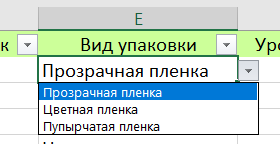 E
к Вид упаковки Ур
Прозрачная пленка
Прозрачная пленка
Цветная пленка
Пупырчатая пленка